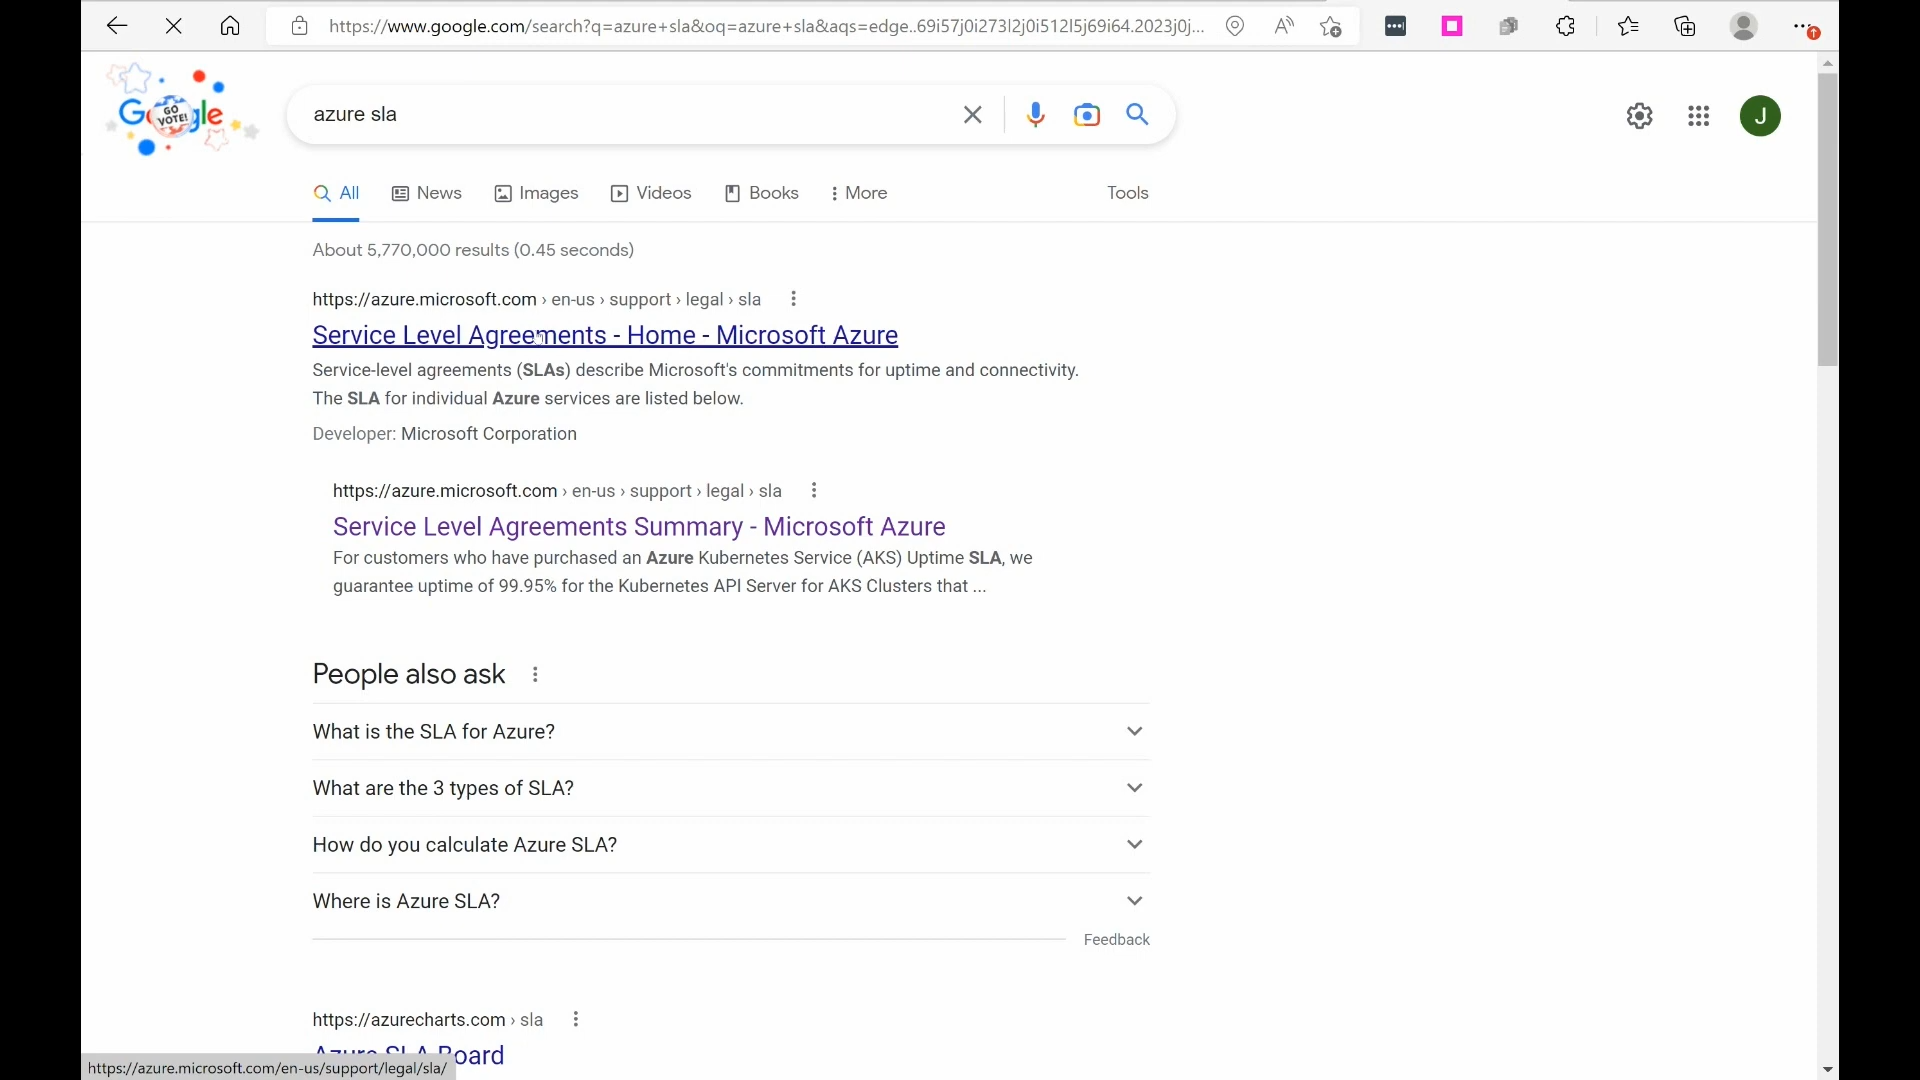 https://www.google.com/search?q=azure+sla&oq=azure+sla&aqs=edge..69i57j0i273l2j0i512l5j69i64.2023j0j...
Google
GO VOTE!
azure sla
J
All
News
Images
Videos
Books
More
Tools
About 5,770,000 results (0.45 seconds)
https://azure.microsoft.com › en-us › support › legal › sla
Service Level Agreements - Home - Microsoft Azure
Service-level agreements (SLAs) describe Microsoft's commitments for uptime and connectivity.
The SLA for individual Azure services are listed below.
Developer: Microsoft Corporation
https://azure.microsoft.com › en-us › support › legal › sla
Service Level Agreements Summary - Microsoft Azure
For customers who have purchased an Azure Kubernetes Service (AKS) Uptime SLA, we
guarantee uptime of 99.95% for the Kubernetes API Server for AKS Clusters that ...
People also ask
What is the SLA for Azure?
What are the 3 types of SLA?
How do you calculate Azure SLA?
Where is Azure SLA?
Feedback
https://azurecharts.com › sla
Azure SLA Board
https://azure.microsoft.com/en-us/support/legal/sla/